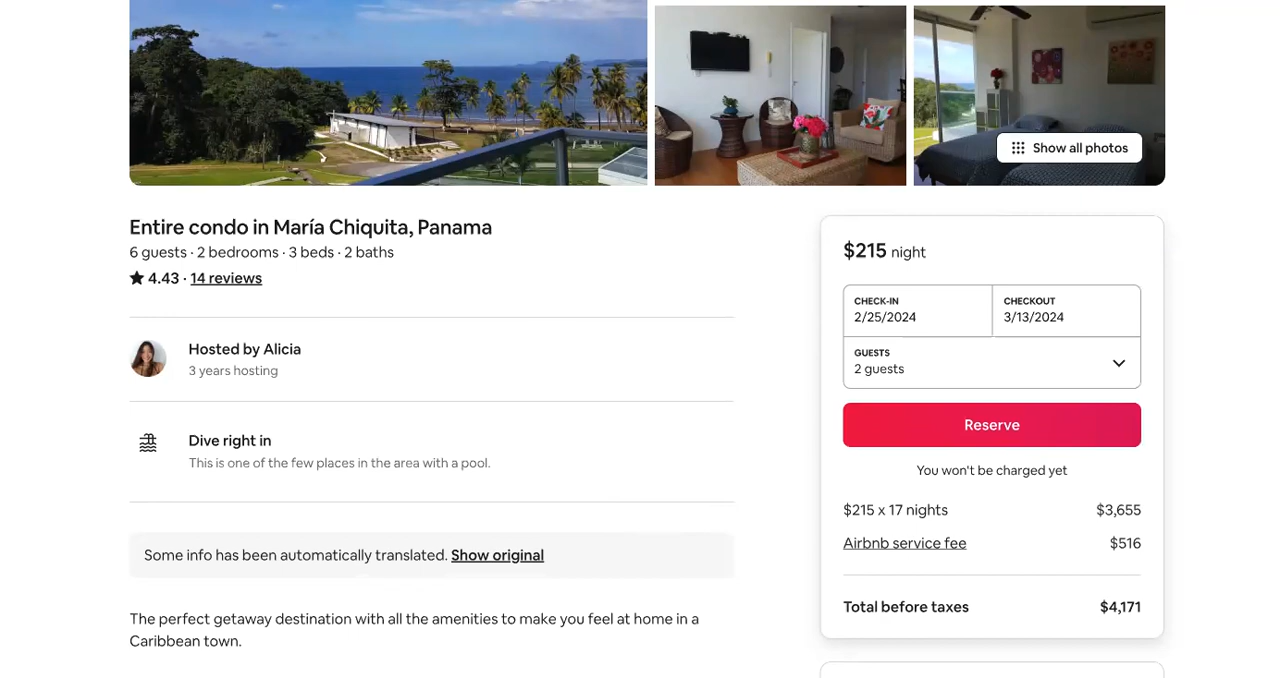 Show all photos
Entire condo in María Chiquita, Panama
6 guests · 2 bedrooms · 3 beds · 2 baths
4.43 · 14 reviews
Hosted by Alicia
3 years hosting
Dive right in
This is one of the few places in the area with a pool.
Some info has been automatically translated. Show original
The perfect getaway destination with all the amenities to make you feel at home in a
Caribbean town.
$215 night
CHECK-IN
2/25/2024
CHECKOUT
3/13/2024
GUESTS
2 guests
Reserve
You won't be charged yet
$215 x 17 nights
$3,655
Airbnb service fee
$516
Total before taxes
$4,171